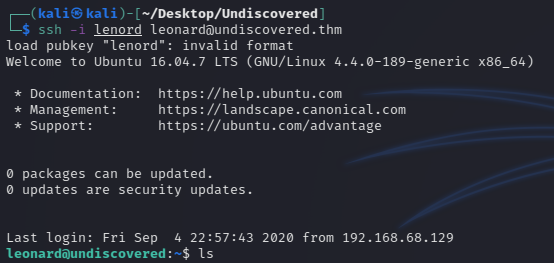 ┌──(kali㉿kali)-[~/Desktop/Undiscovered]
└─$ ssh -i lenord leonard@undiscovered.thm
load pubkey "lenord": invalid format
Welcome to Ubuntu 16.04.7 LTS (GNU/Linux 4.4.0-189-generic x86_64)
* Documentation:  https://help.ubuntu.com
* Management:     https://landscape.canonical.com
* Support:        https://ubuntu.com/advantage
0 packages can be updated.
0 updates are security updates.
Last login: Fri Sep  4 22:57:43 2020 from 192.168.68.129
leonard@undiscovered:~$ ls